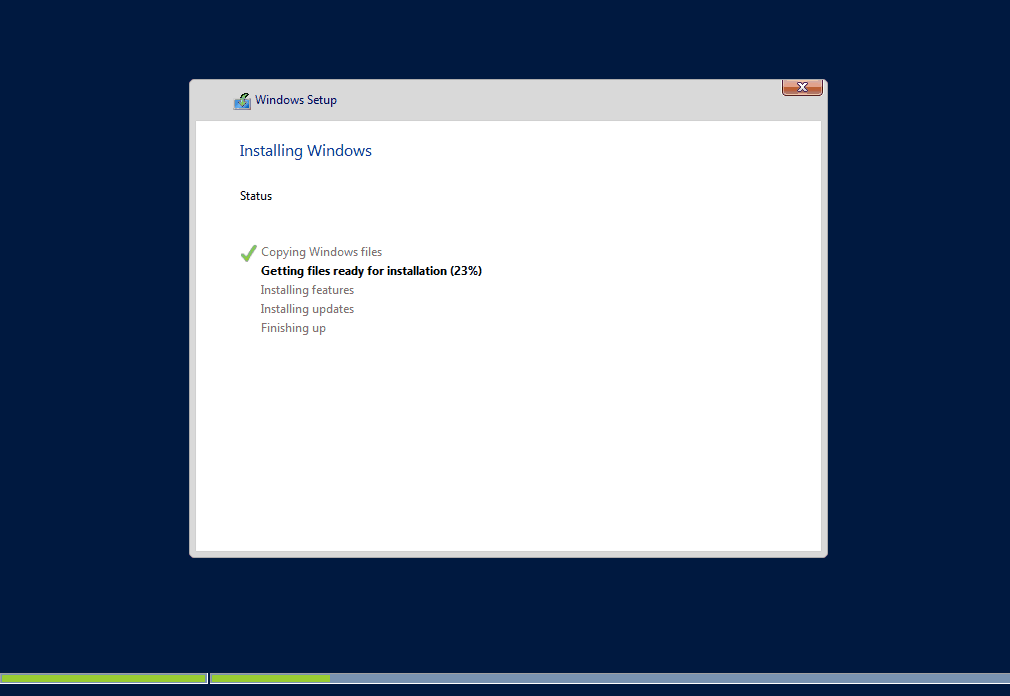 Windows Setup
Installing Windows
Status
Copying Windows files
Getting files ready for installation (23%)
Installing features
Installing updates
Finishing up